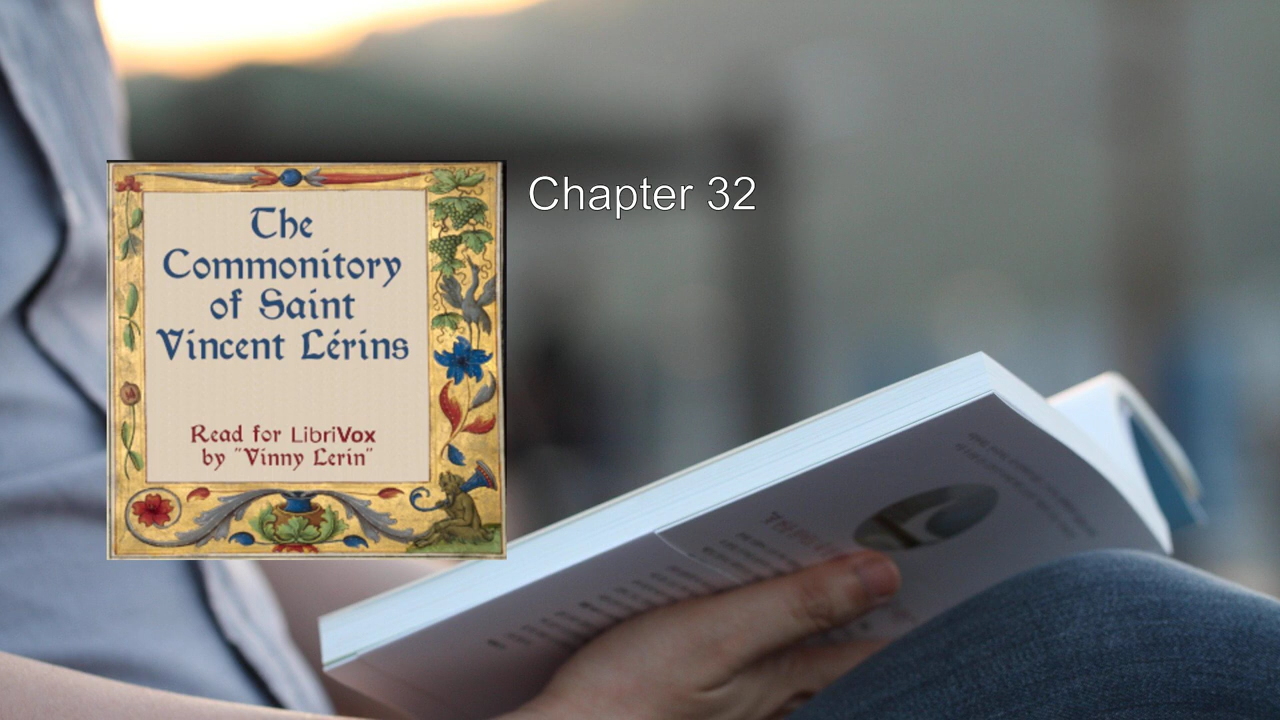 The
Commonitory
of Saint
Vincent Lérins
Read for LibriVox
by "Vinny Lerin"
Chapter 32